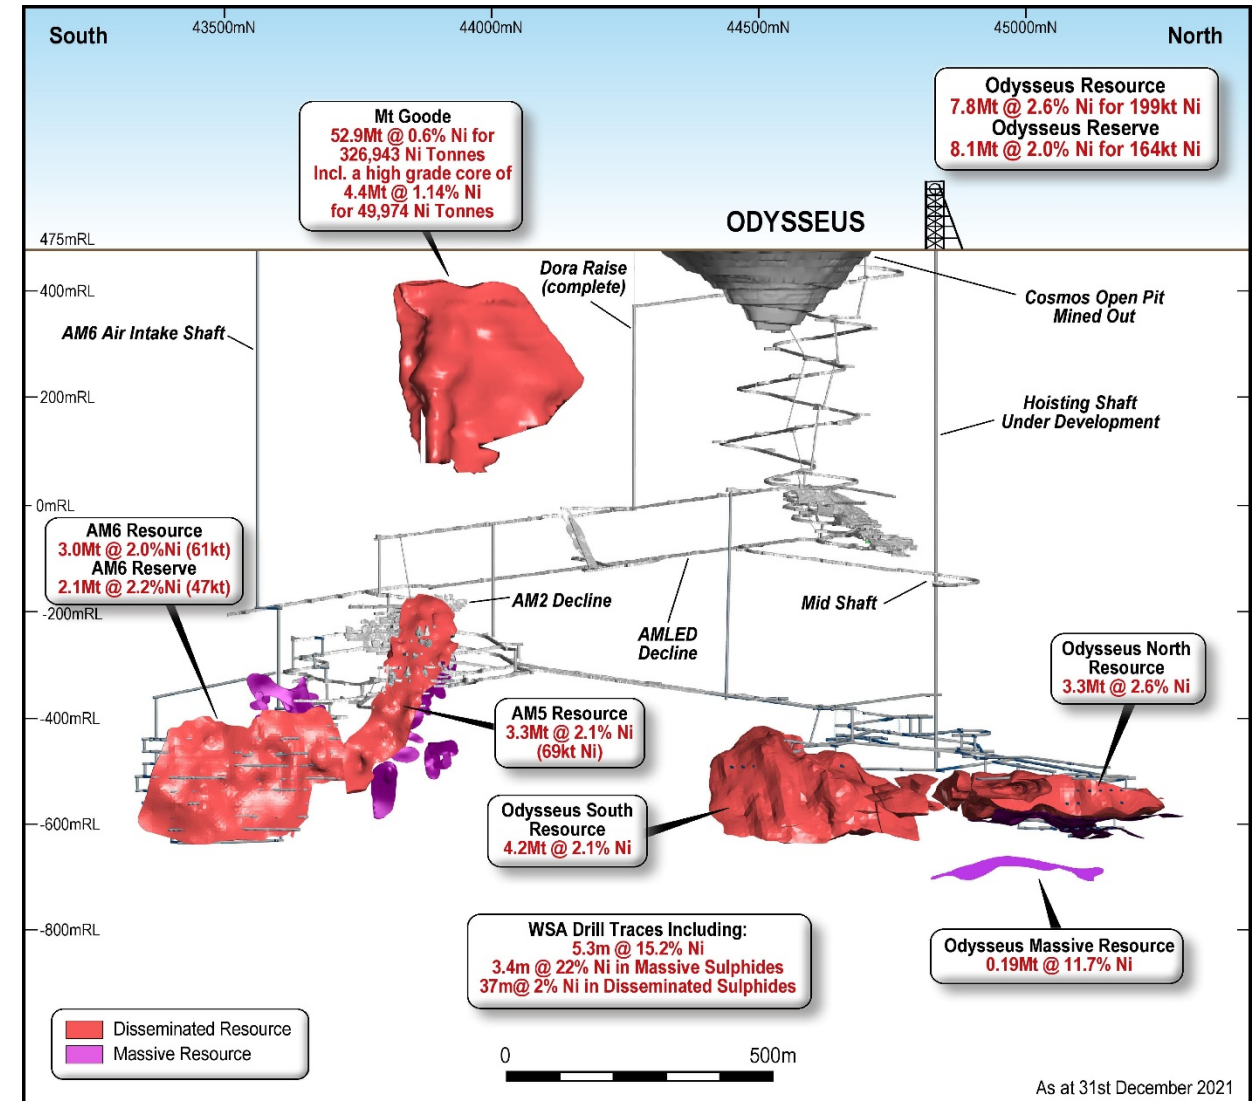 South
43500mN
44000mN
44500mN
45000mN
North
Odysseus Resource
7.8Mt @ 2.6% Ni for 199kt Ni
Odysseus Reserve
8.1Mt @ 2.0% Ni for 164kt Ni
Mt Goode
52.9Mt @ 0.6% Ni for
326,943 Ni Tonnes
Incl. a high grade core of
4.4Mt @ 1.14% Ni
for 49,974 Ni Tonnes
ODYSSEUS
475mRL
400mRL
200mRL
0mRL
-200mRL
-400mRL
-600mRL
-800mRL
Dora Raise
(complete)
Cosmos Open Pit
Mined Out
AM6 Air Intake Shaft
Hoisting Shaft
Under Development
AM6 Resource
3.0Mt @ 2.0%Ni (61kt)
AM6 Reserve
2.1Mt @ 2.2%Ni (47kt)
AM2 Decline
AMLED
Decline
Mid Shaft
Odysseus North
Resource
3.3Mt @ 2.6% Ni
AM5 Resource
3.3Mt @ 2.1% Ni
(69kt Ni)
Odysseus South
Resource
4.2Mt @ 2.1% Ni
WSA Drill Traces Including:
5.3m @ 15.2% Ni
3.4m @ 22% Ni in Massive Sulphides
37m@ 2% Ni in Disseminated Sulphides
Odysseus Massive Resource
0.19Mt @ 11.7% Ni
Disseminated Resource
Massive Resource
0
500m
As at 31st December 2021